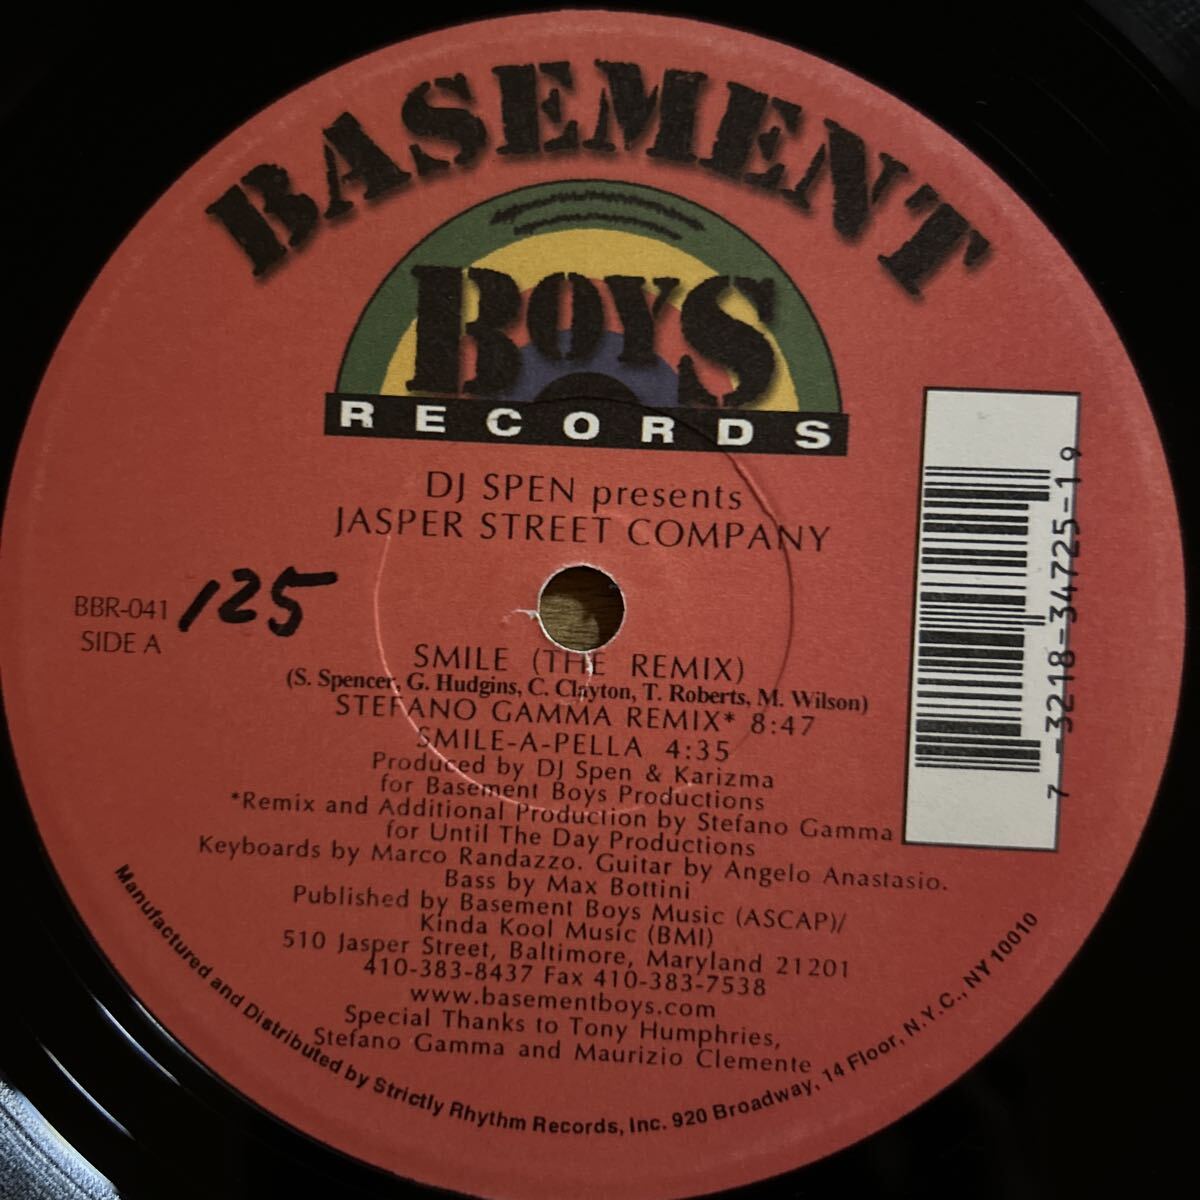 BASEMENT
BOYS
RECORDS
DJ SPEN presents
JASPER STREET COMPANY
BBR-041
SIDE A
125
SMILE (THE REMIX)
(S. Spencer, G. Hudgins, C. Clayton, T. Roberts, M. Wilson)
STEFANO GAMMA REMIX* 8:47
SMILE-A-PELLA 4:35
Produced by DJ Spen & Karizma
for Basement Boys Productions
*Remix and Additional Production by Stefano Gamma
for Until The Day Productions
Keyboards by Marco Randazzo. Guitar by Angelo Anastasio.
Bass by Max Bottini
Published by Basement Boys Music (ASCAP)/
Kinda Kool Music (BMI)
510 Jasper Street, Baltimore, Maryland 21201
410-383-8437 Fax 410-383-7538
www.basementboys.com
Special Thanks to Tony Humphries,
Stefano Gamma and Maurizio Clemente
Manufactured and Distributed by Strictly Rhythm Records, Inc. 920 Broadway, 14 Floor, N.Y.C., NY 10010
7 -3218-34725-1 9